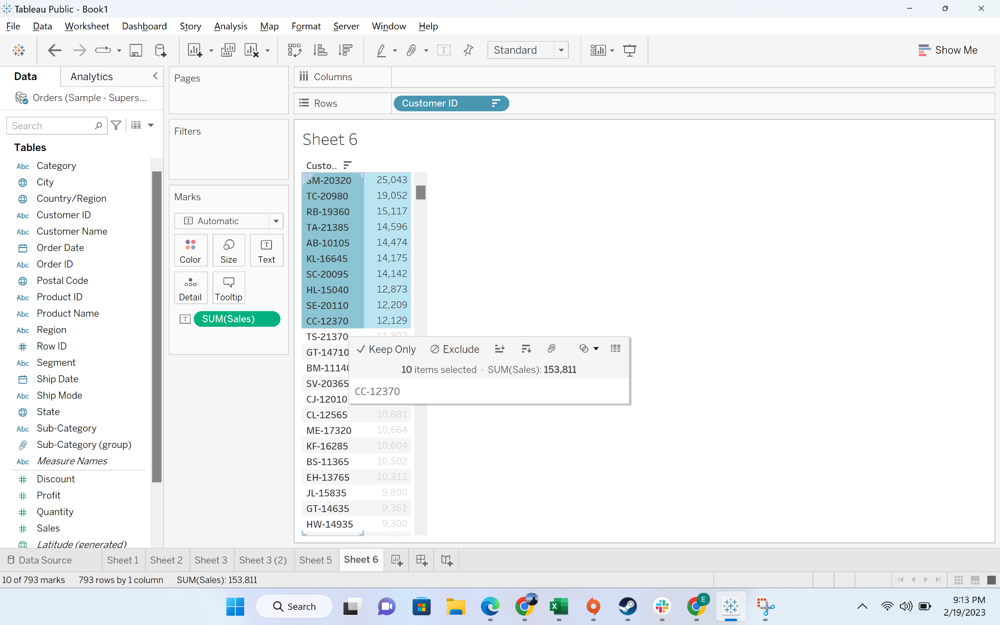 Tableau Public - Book1
File Data Worksheet Dashboard Story Analysis Map Format Server Window Help
Standard
Show Me
Data
Analytics
Orders (Sample - Supers...
Search
Tables
Abc Category
City
Country/Region
Abc Customer ID
Abc Customer Name
Order Date
Abc Order ID
Postal Code
Abc Product ID
Abc Product Name
Abc Region
Row ID
Abc Segment
Ship Date
Abc Ship Mode
State
Abc Sub-Category
Sub-Category (group)
Abc Measure Names
Discount
Profit
Quantity
Sales
Latitude (generated)
Pages
Filters
Marks
Automatic
Color Size Text
Detail Tooltip
SUM(Sales)
Columns
Rows Customer ID
Sheet 6
Custo..
SM-20320 25,043
TC-20980 19,052
RB-19360 15,117
TA-21385 14,596
AB-10105 14,474
KL-16645 14,175
SC-20095 14,142
HL-15040 12,873
SE-20110 12,209
CC-12370 12,129
TS-21370
GT-14710
BM-11140
SV-20365
CJ-12010
CL-12565 10,881
ME-17320 10,664
KF-16285 10,604
BS-11365 10,502
EH-13765 10,311
JL-15835 9,800
GT-14635 9,351
HW-14935 9,300
Keep Only Exclude
10 items selected · SUM(Sales): 153,811
CC-12370
Data Source Sheet 1 Sheet 2 Sheet 3 Sheet 3 (2) Sheet 5 Sheet 6
10 of 793 marks 793 rows by 1 column SUM(Sales): 153,811
Search
E
9:13 PM
2/19/2023